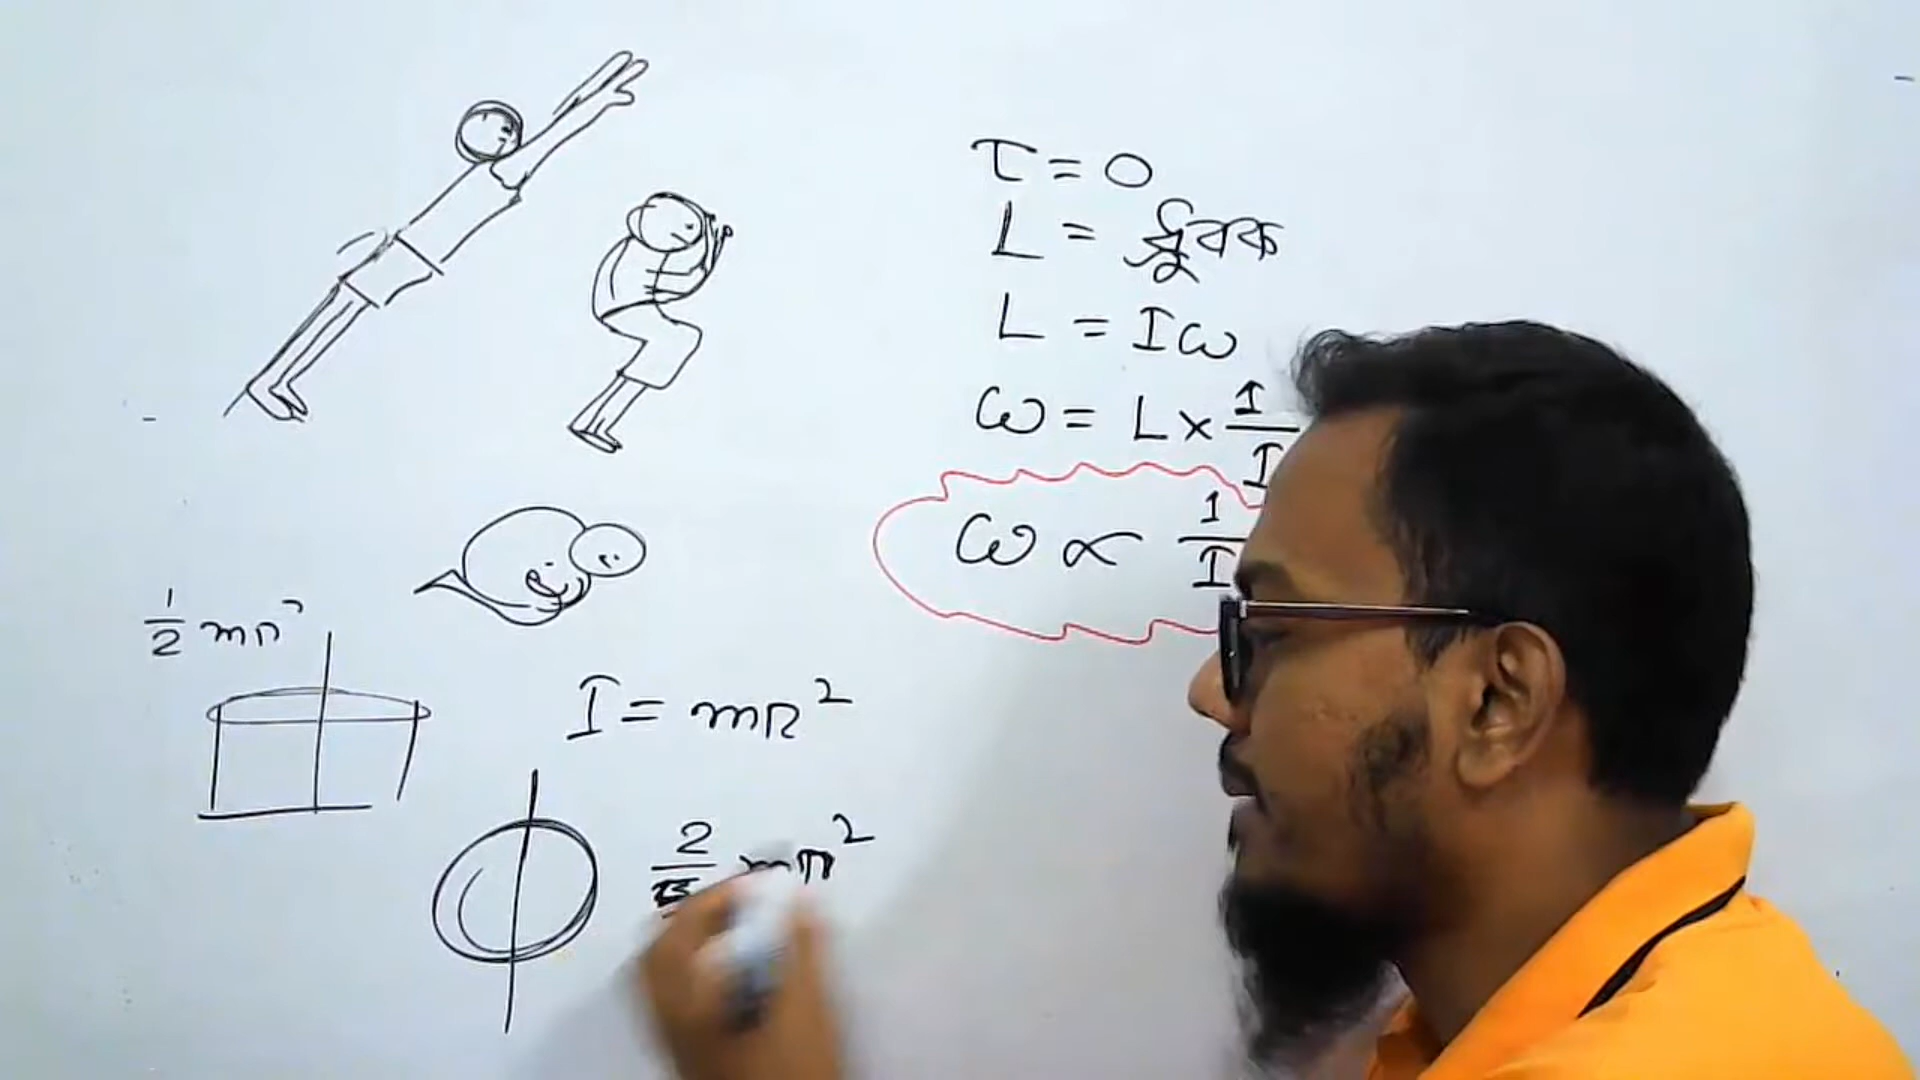 τ = 0
L = ধ্রুবক
L = Iω
ω = L × 1/I
ω ∝ 1/I
1/2 mr²
I = mr²
2/5 mr²